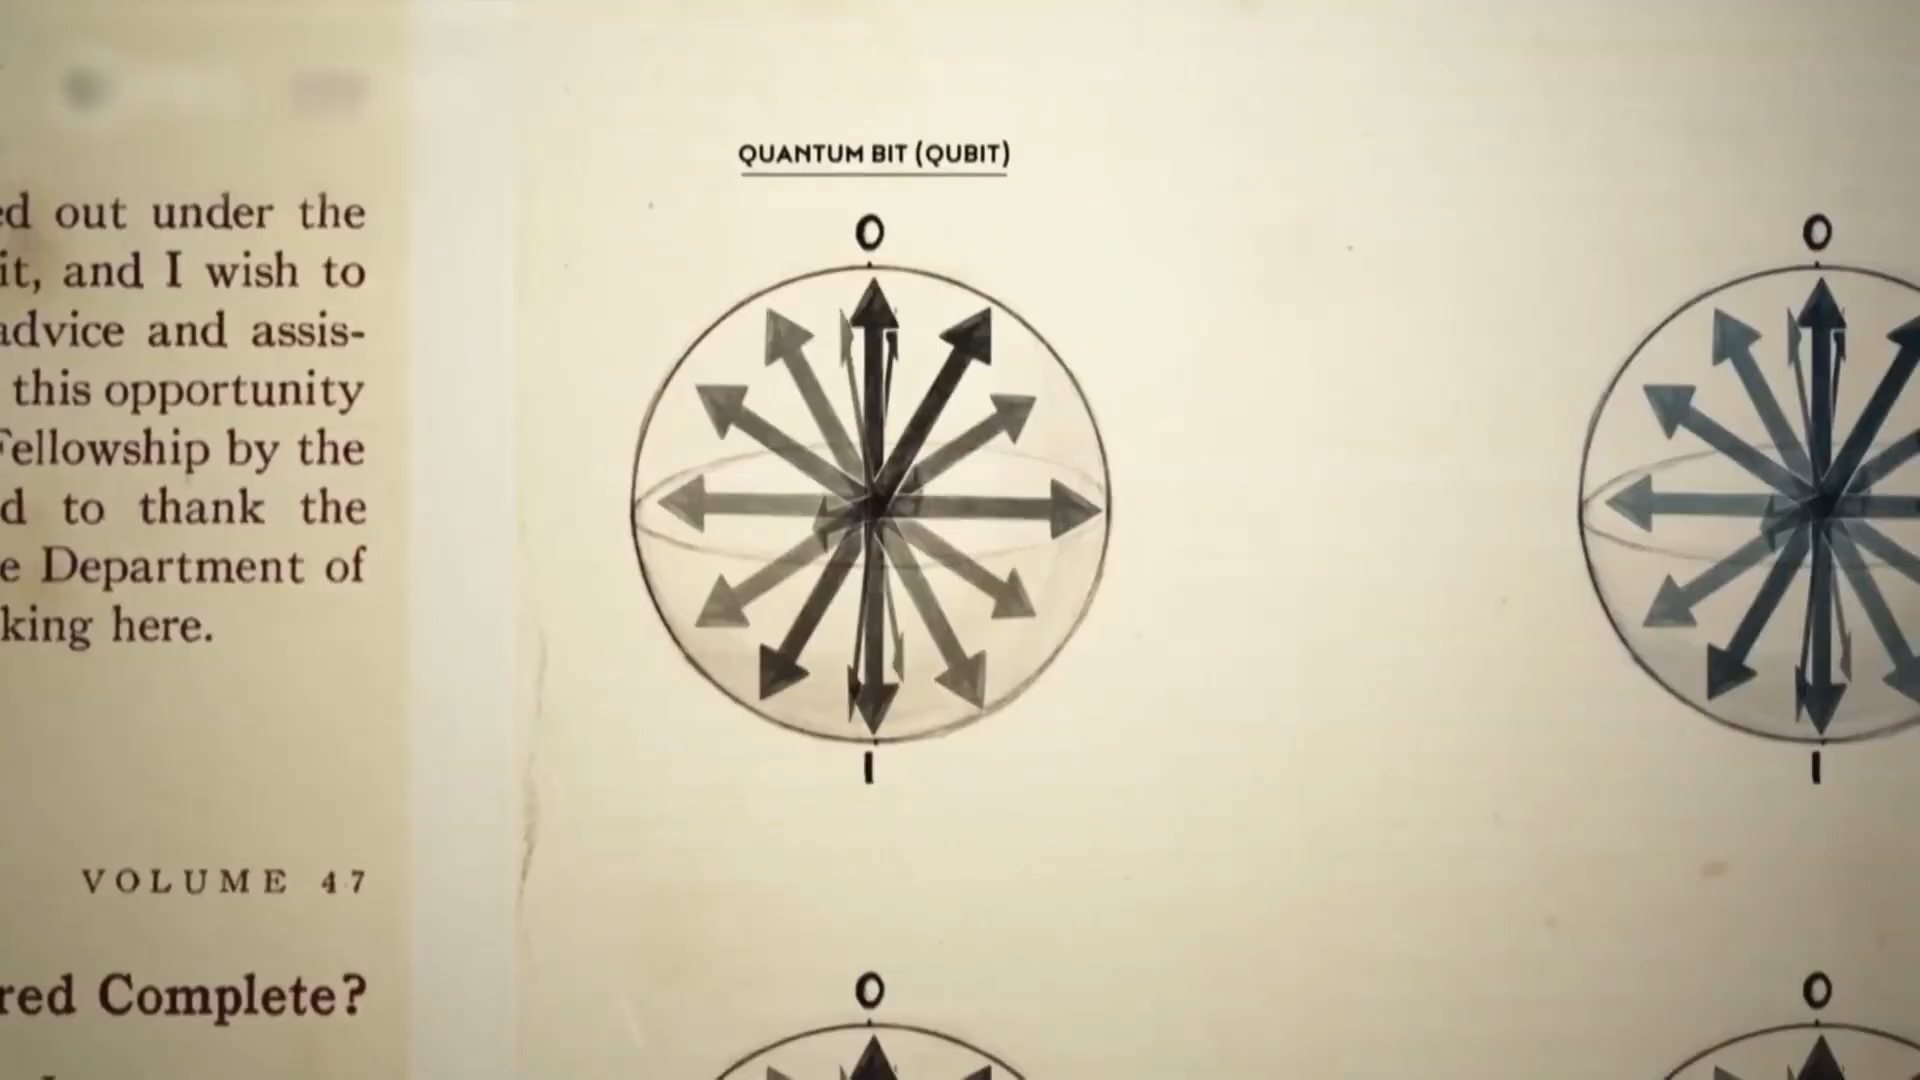 ed out under the
it, and I wish to
advice and assis-
this opportunity
Fellowship by the
d to thank the
e Department of
king here.
VOLUME 47
red Complete?
QUANTUM BIT (QUBIT)
0
1
0
1
0
0